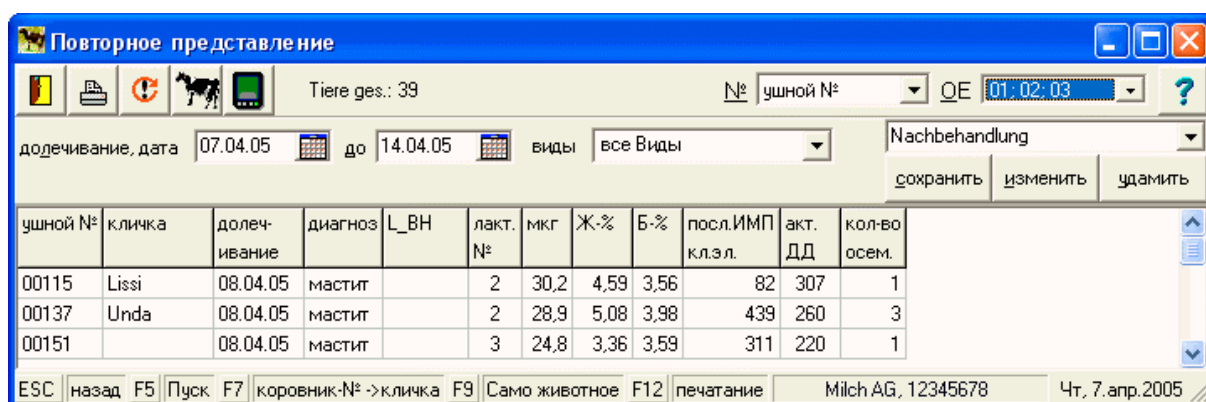 Повторное представление
Tiere ges.: 39 № ушной № OE 01; 02; 03 ?
долечивание, дата 07.04.05 до 14.04.05 виды все Виды Nachbehandlung
сохранить изменить удамить
ушной № кличка долеч- диагноз L_BH лакт. мкг Ж-% Б-% посл.ИМП акт. кол-во
ивание № кл.эл. ДД осем.
00115 Lissi 08.04.05 мастит 2 30,2 4,59 3,56 82 307 1
00137 Unda 08.04.05 мастит 2 28,9 5,08 3,98 439 260 3
00151 08.04.05 мастит 3 24,8 3,36 3,59 311 220 1
ESC назад F5 Пуск F7 коровник-№ ->кличка F9 Само животное F12 печатание Milch AG, 12345678 Чт, 7.апр.2005